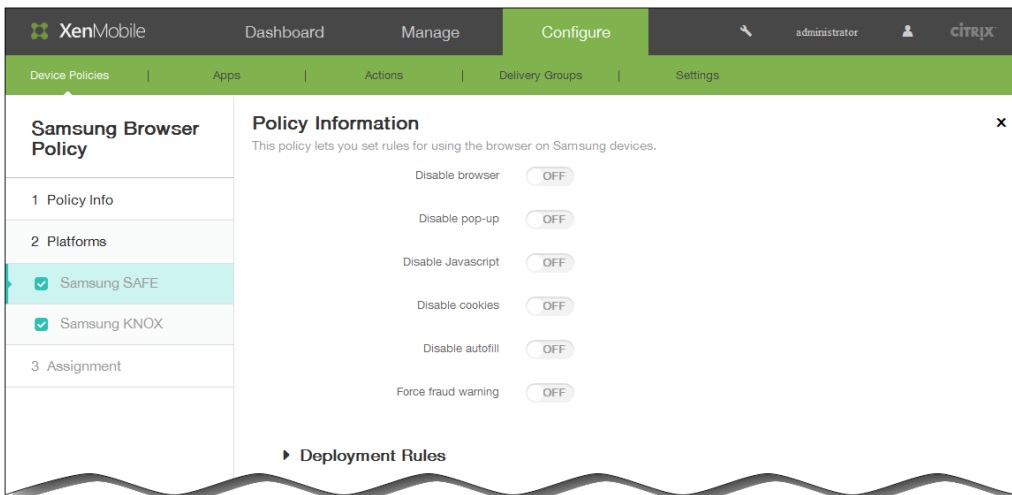 XenMobile Dashboard Manage Configure administrator CİTRIX
Device Policies | Apps | Actions | Delivery Groups | Settings
Samsung Browser Policy
1 Policy Info
2 Platforms
Samsung SAFE
Samsung KNOX
3 Assignment
Policy Information
x
This policy lets you set rules for using the browser on Samsung devices.
Disable browser OFF
Disable pop-up OFF
Disable Javascript OFF
Disable cookies OFF
Disable autofill OFF
Force fraud warning OFF
Deployment Rules